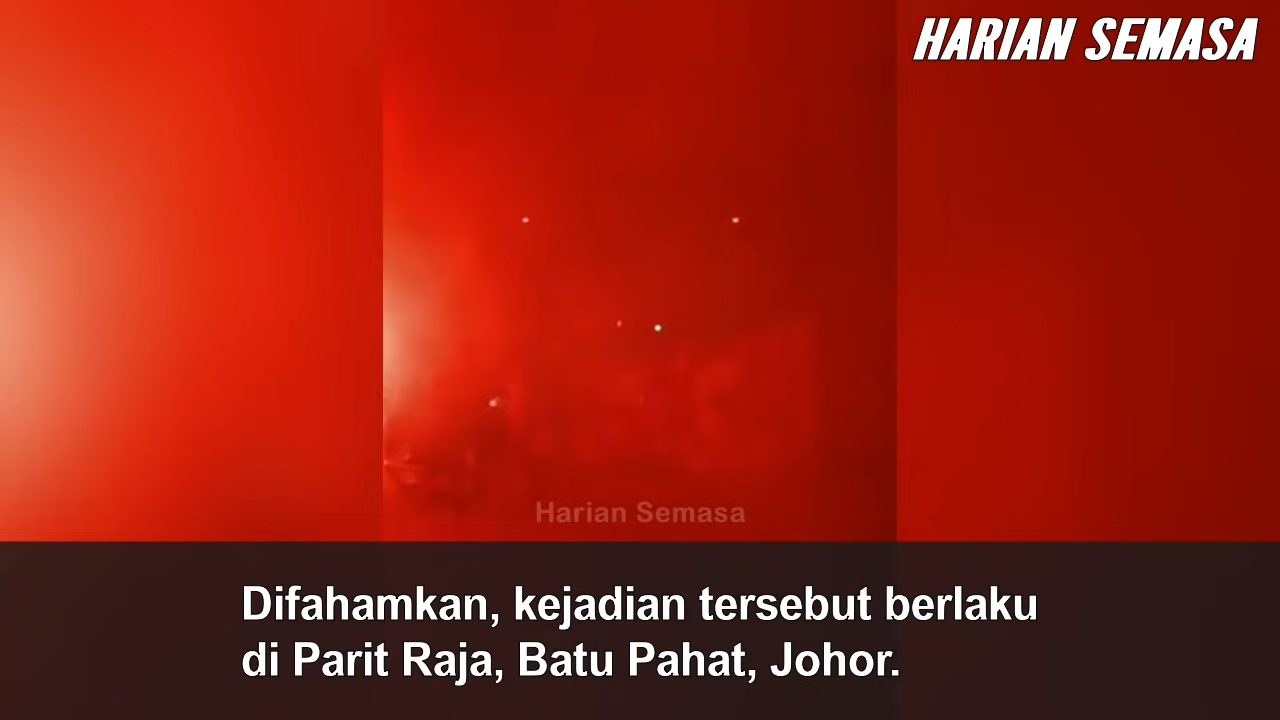 HARIAN SEMASA
Harian Semasa
Difahamkan, kejadian tersebut berlaku
di Parit Raja, Batu Pahat, Johor.